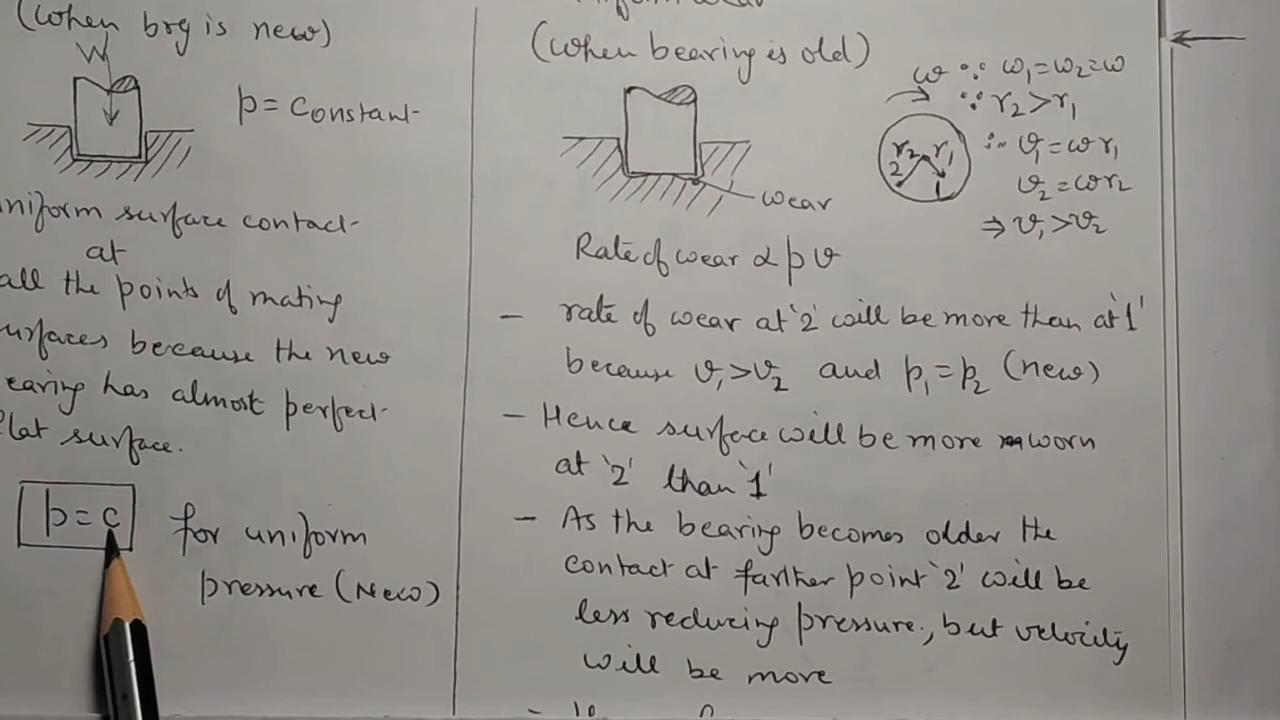 (When brg is new)
W
p = Constant
niform surface contact
at
all the points of mating
urfaces because the new
earing has almost perfect
lat surface.
p = c for uniform
pressure (New)
(When bearing is old)
wear
ω ∵ ω₁=ω₂=ω
∵ r₂>r₁
r₂ r₁
2 1
∴ v₁=ωr₁
v₂=ωr₂
⇒ v₁>v₂
Rate of wear ∝ p v
- rate of wear at '2' will be more than at '1'
because v₁>v₂ and p₁=p₂ (new)
- Hence surface will be more worn
at '2' than '1'
- As the bearing becomes older the
contact at farther point '2' will be
less reducing pressure, but velocity
will be more